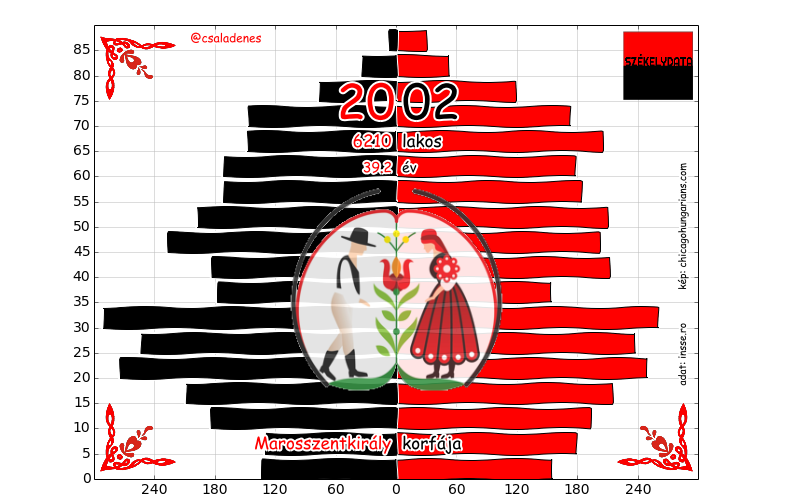 @csaladenes
SZÉKELYDATA
2002
6210 lakos
39.2 év
kép: chicagohungarians.com
adat: insse.ro
Marosszentkirály korfája
85
80
75
70
65
60
55
50
45
40
35
30
25
20
15
10
5
0
240 180 120 60 0 60 120 180 240